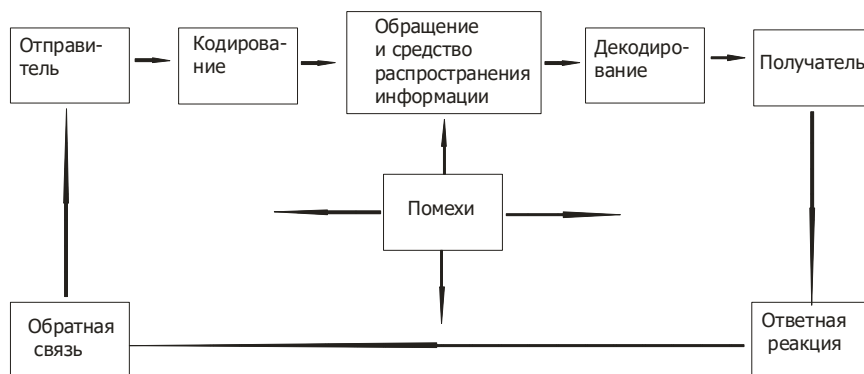 Отправи-
тель
Кодирова-
ние
Обращение
и средство
распространения
информации
Декодиро-
вание
Получатель
Помехи
Обратная
связь
Ответная
реакция